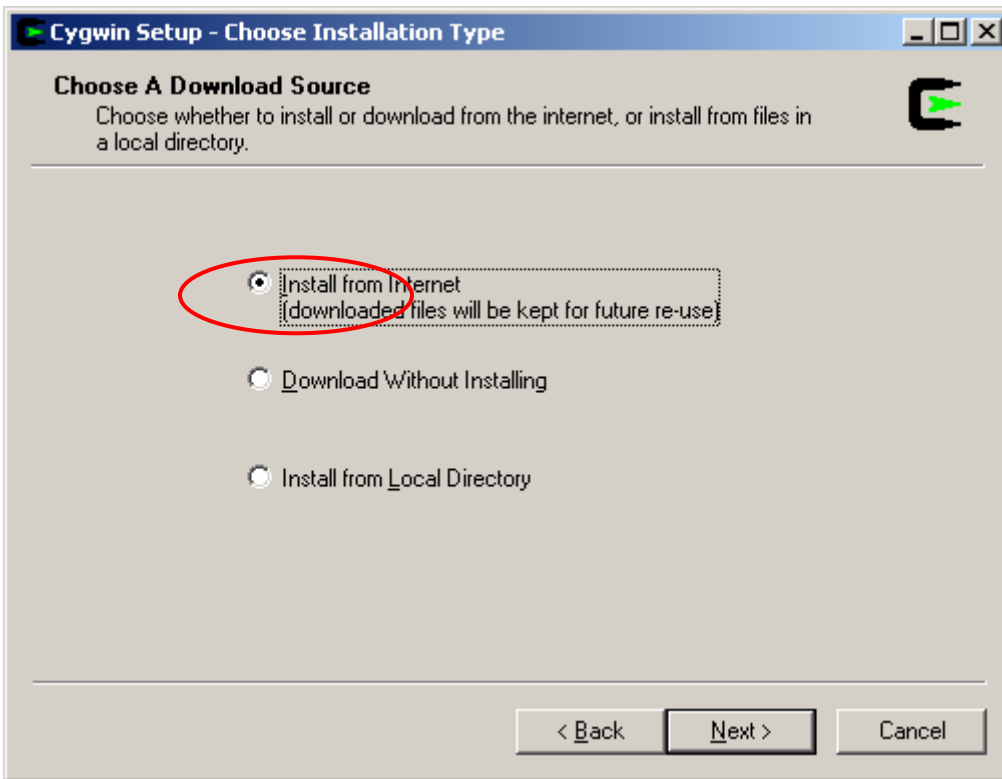 Cygwin Setup - Choose Installation Type
Choose A Download Source
Choose whether to install or download from the internet, or install from files in
a local directory.
Install from Internet
(downloaded files will be kept for future re-use)
Download Without Installing
Install from Local Directory
< Back Next > Cancel